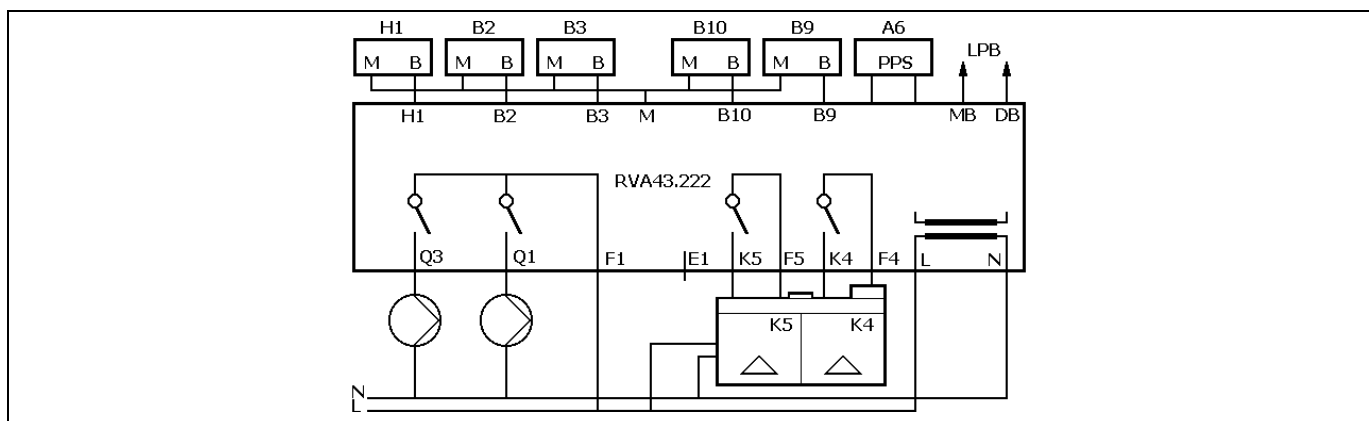 H1 B2 B3 B10 B9 A6
LPB
M B M B M B M B M B PPS
H1 B2 B3 M B10 B9 MB DB
RVA43.222
Q3 Q1 F1 E1 K5 F5 K4 F4 L N
K5 K4
N
L